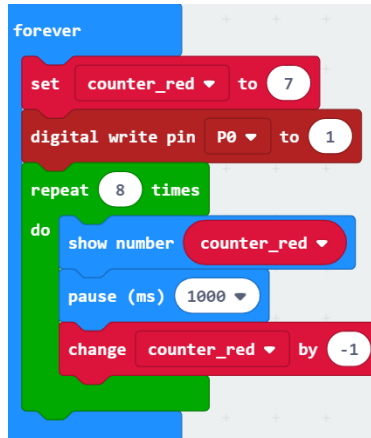 forever
set counter_red to 7
digital write pin P0 to 1
repeat 8 times
do
show number counter_red
pause (ms) 1000
change counter_red by -1